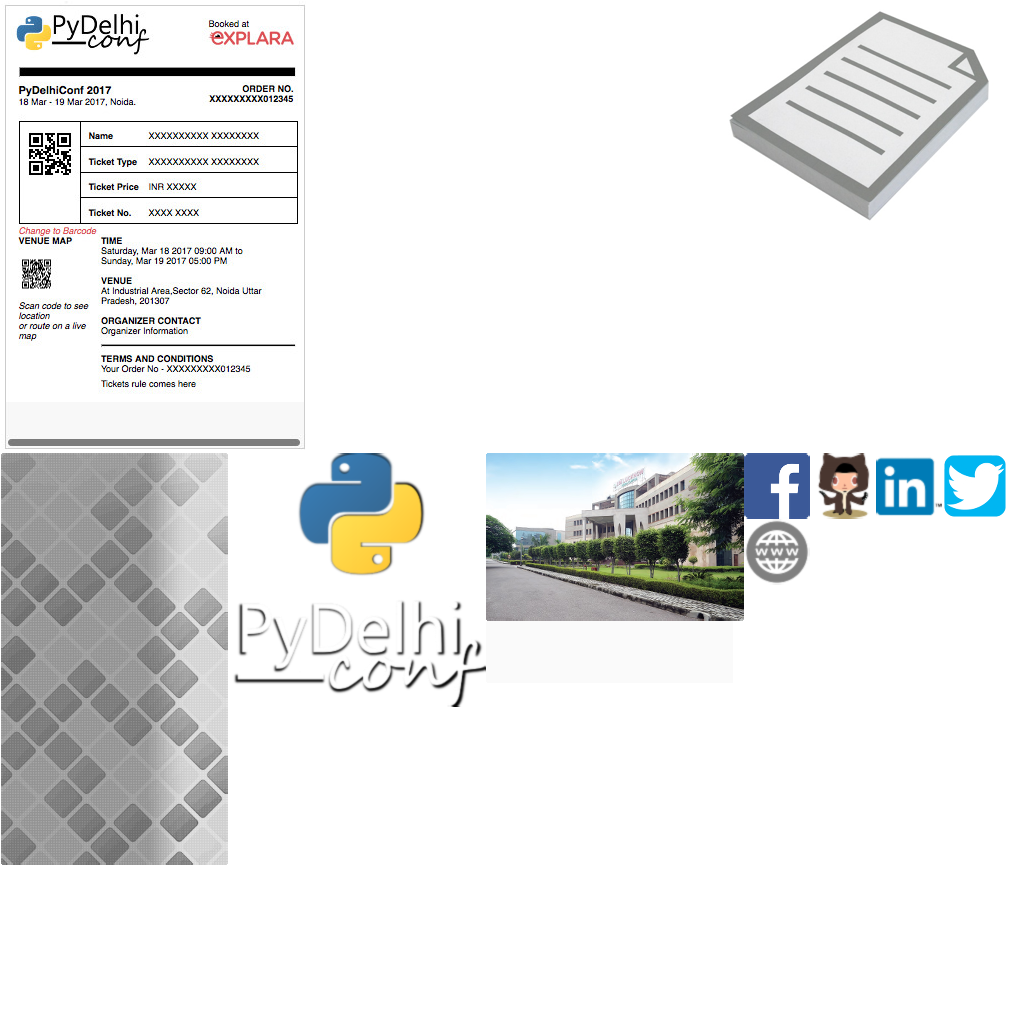 PyDelhi
conf
Booked at
eXPLARA
PyDelhiConf 2017
18 Mar - 19 Mar 2017, Noida.
ORDER NO.
XXXXXXXXX012345
Name XXXXXXXXXX XXXXXXXX
Ticket Type XXXXXXXXXX XXXXXXXX
Ticket Price INR XXXXX
Ticket No. XXXX XXXX
Change to Barcode
VENUE MAP
Scan code to see
location
or route on a live
map
TIME
Saturday, Mar 18 2017 09:00 AM to
Sunday, Mar 19 2017 05:00 PM
VENUE
At Industrial Area,Sector 62, Noida Uttar
Pradesh, 201307
ORGANIZER CONTACT
Organizer Information
TERMS AND CONDITIONS
Your Order No - XXXXXXXXX012345
Tickets rule comes here
PyDelhi
conf
f
in
TM
WWW